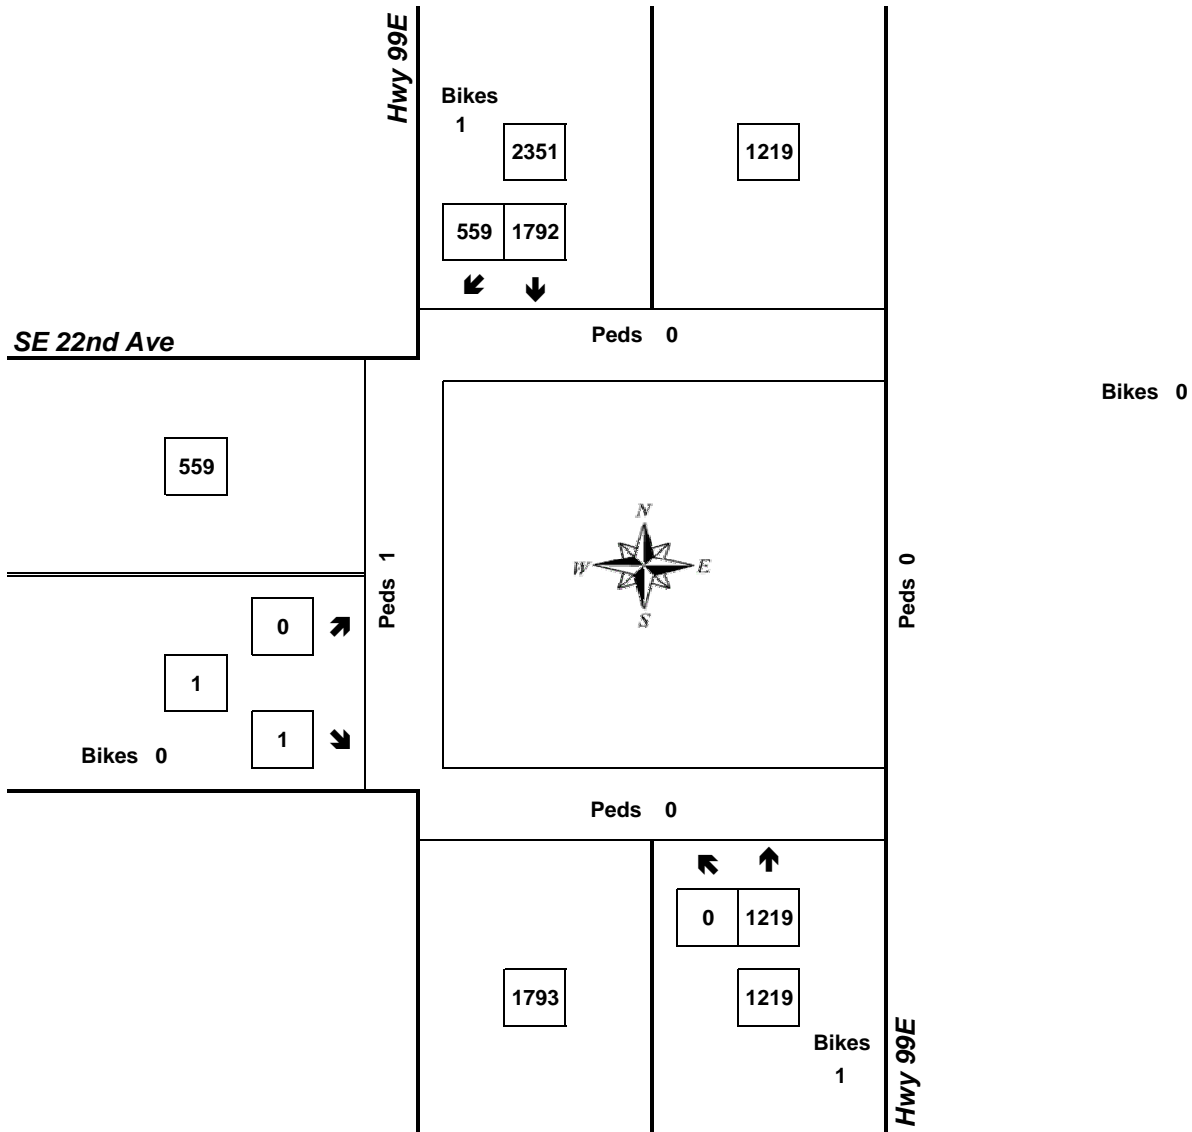 Hwy 99E
Bikes
1
2351
1219
559 1792
Peds 0
SE 22nd Ave
Bikes 0
559
N
W E
S
Peds 1
Peds 0
0
1
1
Bikes 0
Peds 0
0 1219
1793
1219
Bikes
1
Hwy 99E